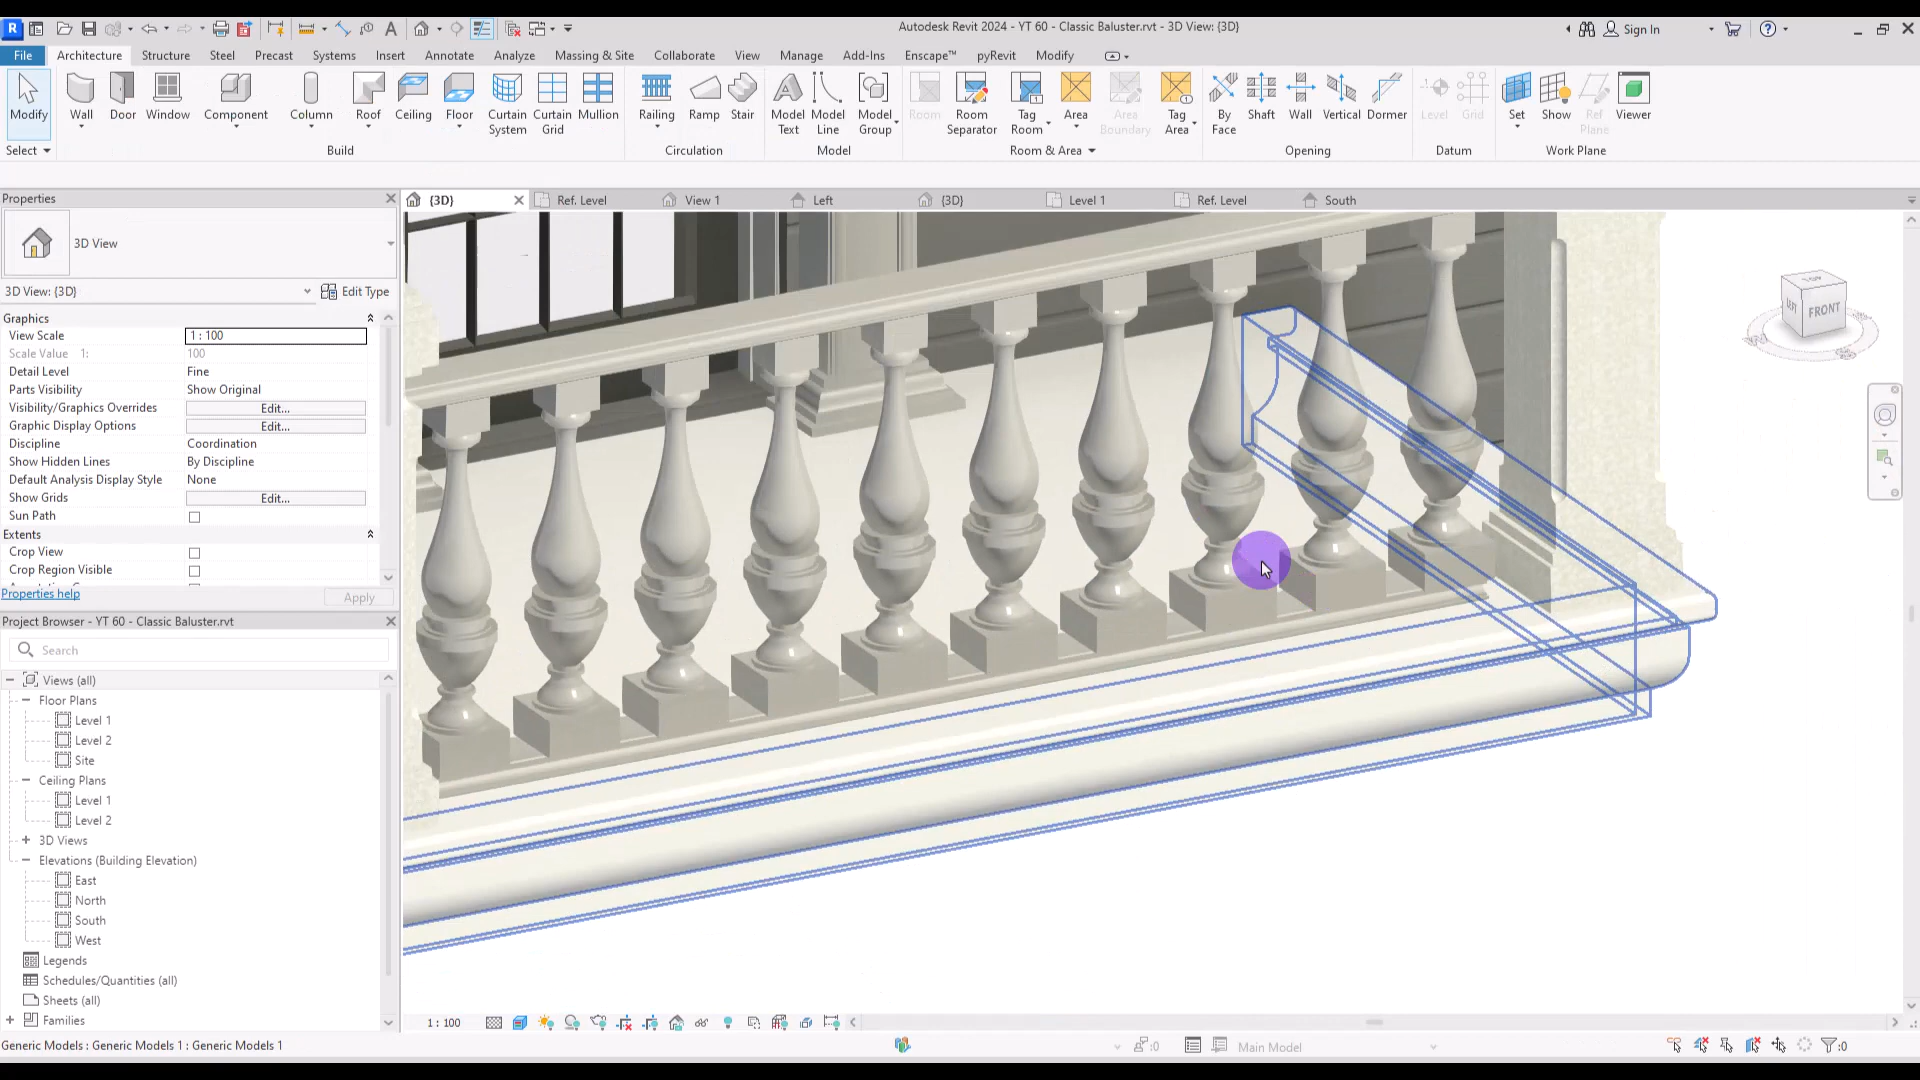 Autodesk Revit 2024 - YT 60 - Classic Baluster.rvt - 3D View: {3D}
Sign In
File Architecture Structure Steel Precast Systems Insert Annotate Analyze Massing & Site Collaborate View Manage Add-Ins Enscape™ pyRevit Modify
Modify Wall Door Window Component Column Roof Ceiling Floor Curtain System Curtain Grid Mullion Railing Ramp Stair Model Text Model Line Model Group Room Room Separator Tag Room Area Area Boundary Tag Area By Face Shaft Wall Vertical Dormer Level Grid Set Show Ref Plane Viewer
Select Build Circulation Model Room & Area Opening Datum Work Plane
Properties
{3D} Ref. Level View 1 Left {3D} Level 1 Ref. Level South
3D View
3D View: {3D} Edit Type
Graphics
View Scale 1 : 100
Scale Value 1: 100
Detail Level Fine
Parts Visibility Show Original
Visibility/Graphics Overrides Edit...
Graphic Display Options Edit...
Discipline Coordination
Show Hidden Lines By Discipline
Default Analysis Display Style None
Show Grids Edit...
Sun Path
Extents
Crop View
Crop Region Visible
Properties help Apply
Project Browser - YT 60 - Classic Baluster.rvt
Search
Views (all)
Floor Plans
Level 1
Level 2
Site
Ceiling Plans
Level 1
Level 2
3D Views
Elevations (Building Elevation)
East
North
South
West
Legends
Schedules/Quantities (all)
Sheets (all)
Families
TOP
LEFT
FRONT
1 : 100
Generic Models : Generic Models 1 : Generic Models 1
:0
Main Model
:0